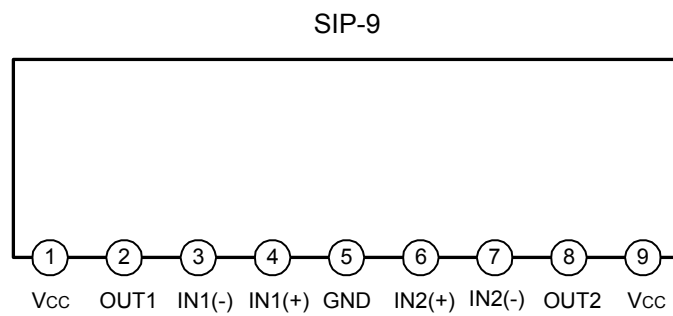 SIP-9
1 2 3 4 5 6 7 8 9
Vcc OUT1 IN1(-) IN1(+) GND IN2(+) IN2(-) OUT2 Vcc